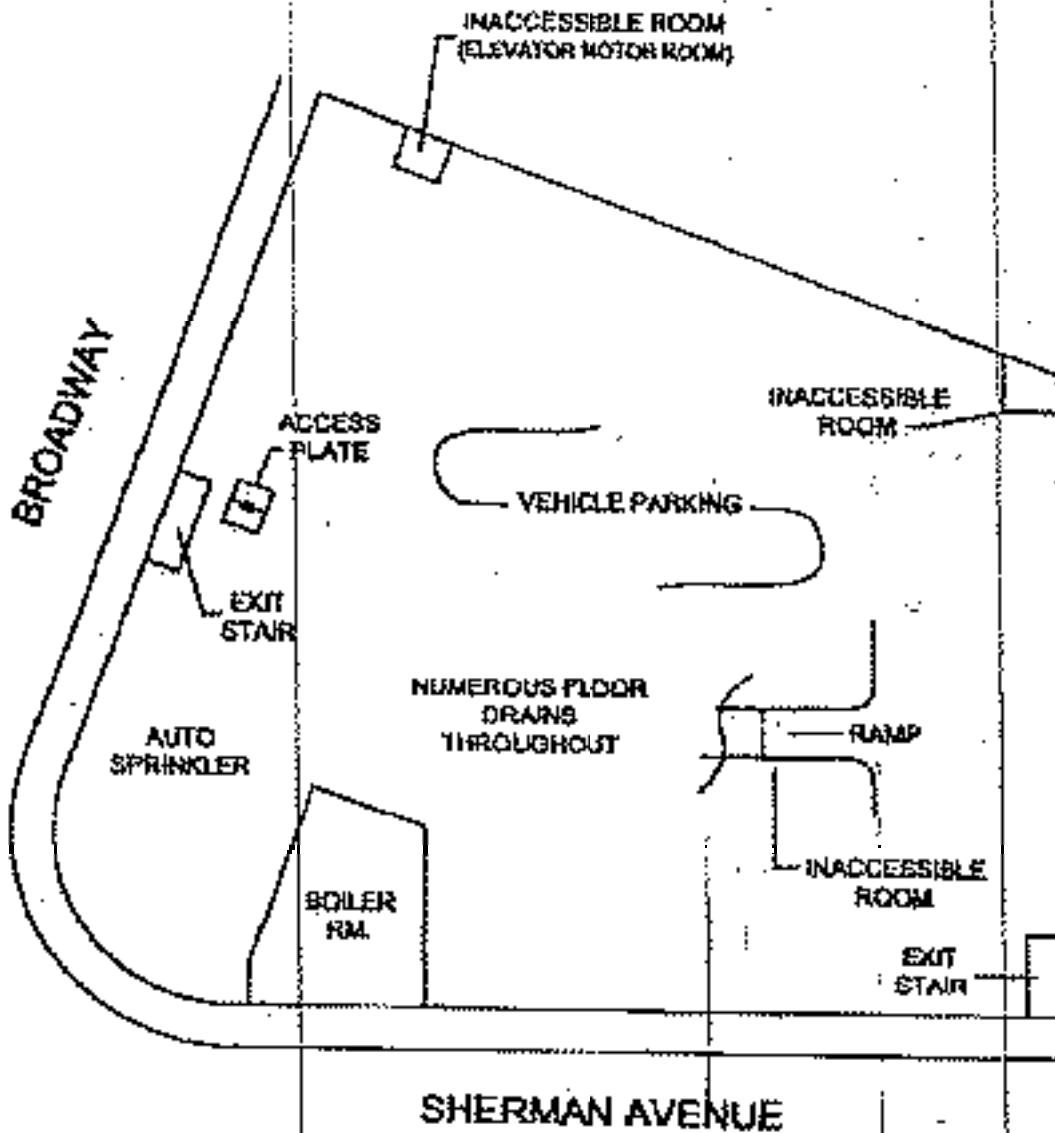 INACCESSIBLE ROOM
(ELEVATOR MOTOR ROOM)
BROADWAY
INACCESSIBLE
ROOM
ACCESS
PLATE
VEHICLE PARKING
EXIT
STAIR
NUMEROUS FLOOR
DRAINS
THROUGHOUT
AUTO
SPRINKLER
RAMP
INACCESSIBLE
ROOM
BOILER
RM.
EXIT
STAIR
SHERMAN AVENUE